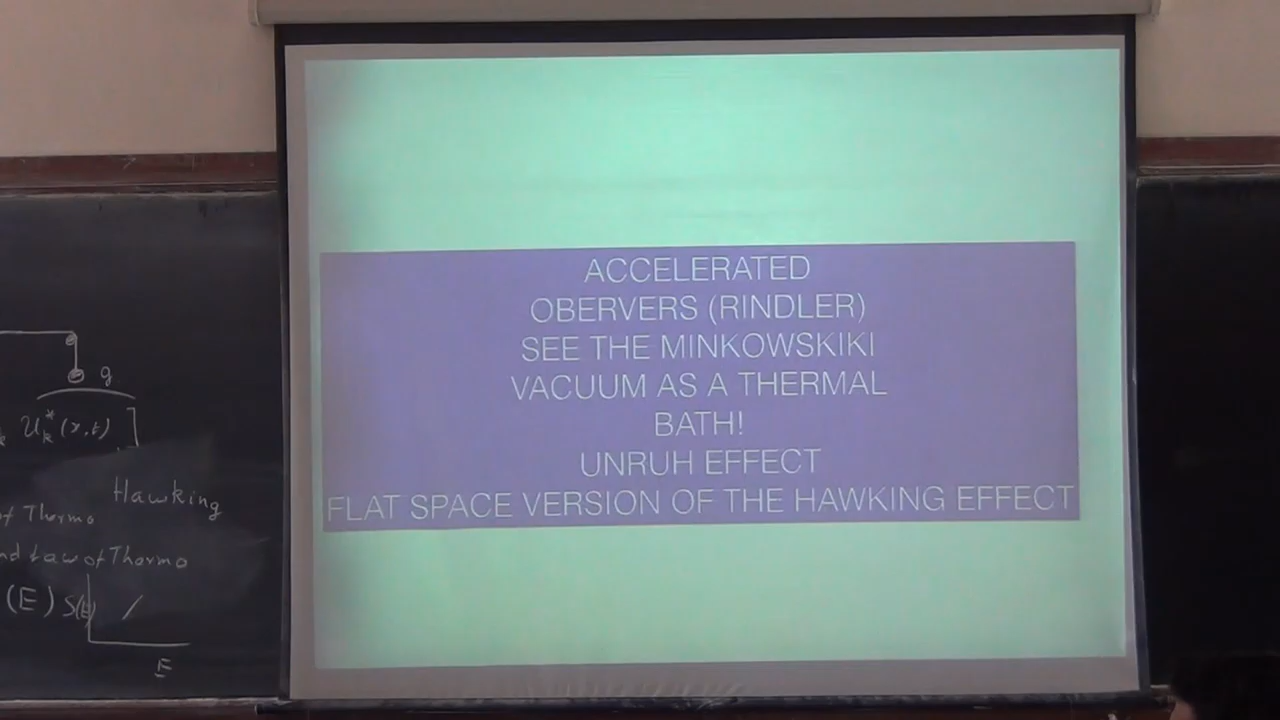 ACCELERATED
OBERVERS (RINDLER)
SEE THE MINKOWSKIKI
VACUUM AS A THERMAL
BATH!
UNRUH EFFECT
FLAT SPACE VERSION OF THE HAWKING EFFECT
g
U*k(x,t)]
Hawking
of Thermo
nd Law of Thermo
(E) S(E)
E